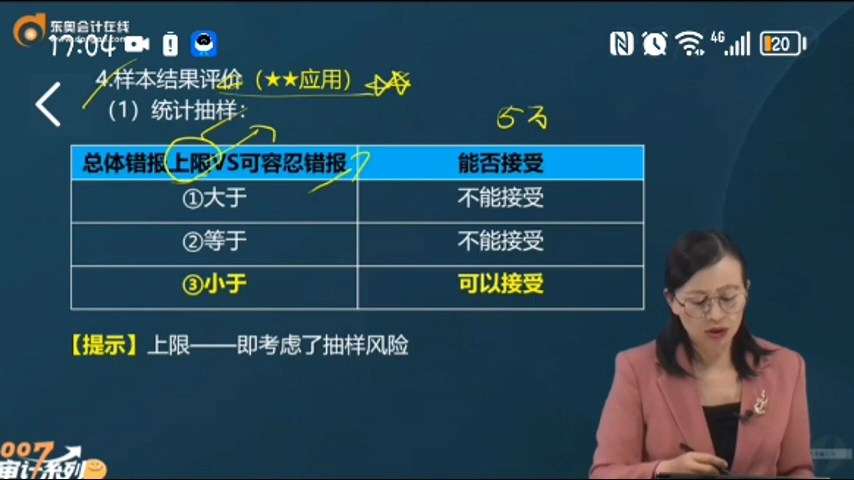 东奥会计在线
17:04
4G
20
4.样本结果评价（★★应用）
（1）统计抽样：
5万
总体错报上限VS可容忍错报 能否接受
①大于 不能接受
②等于 不能接受
③小于 可以接受
【提示】上限——即考虑了抽样风险
007
审计系列